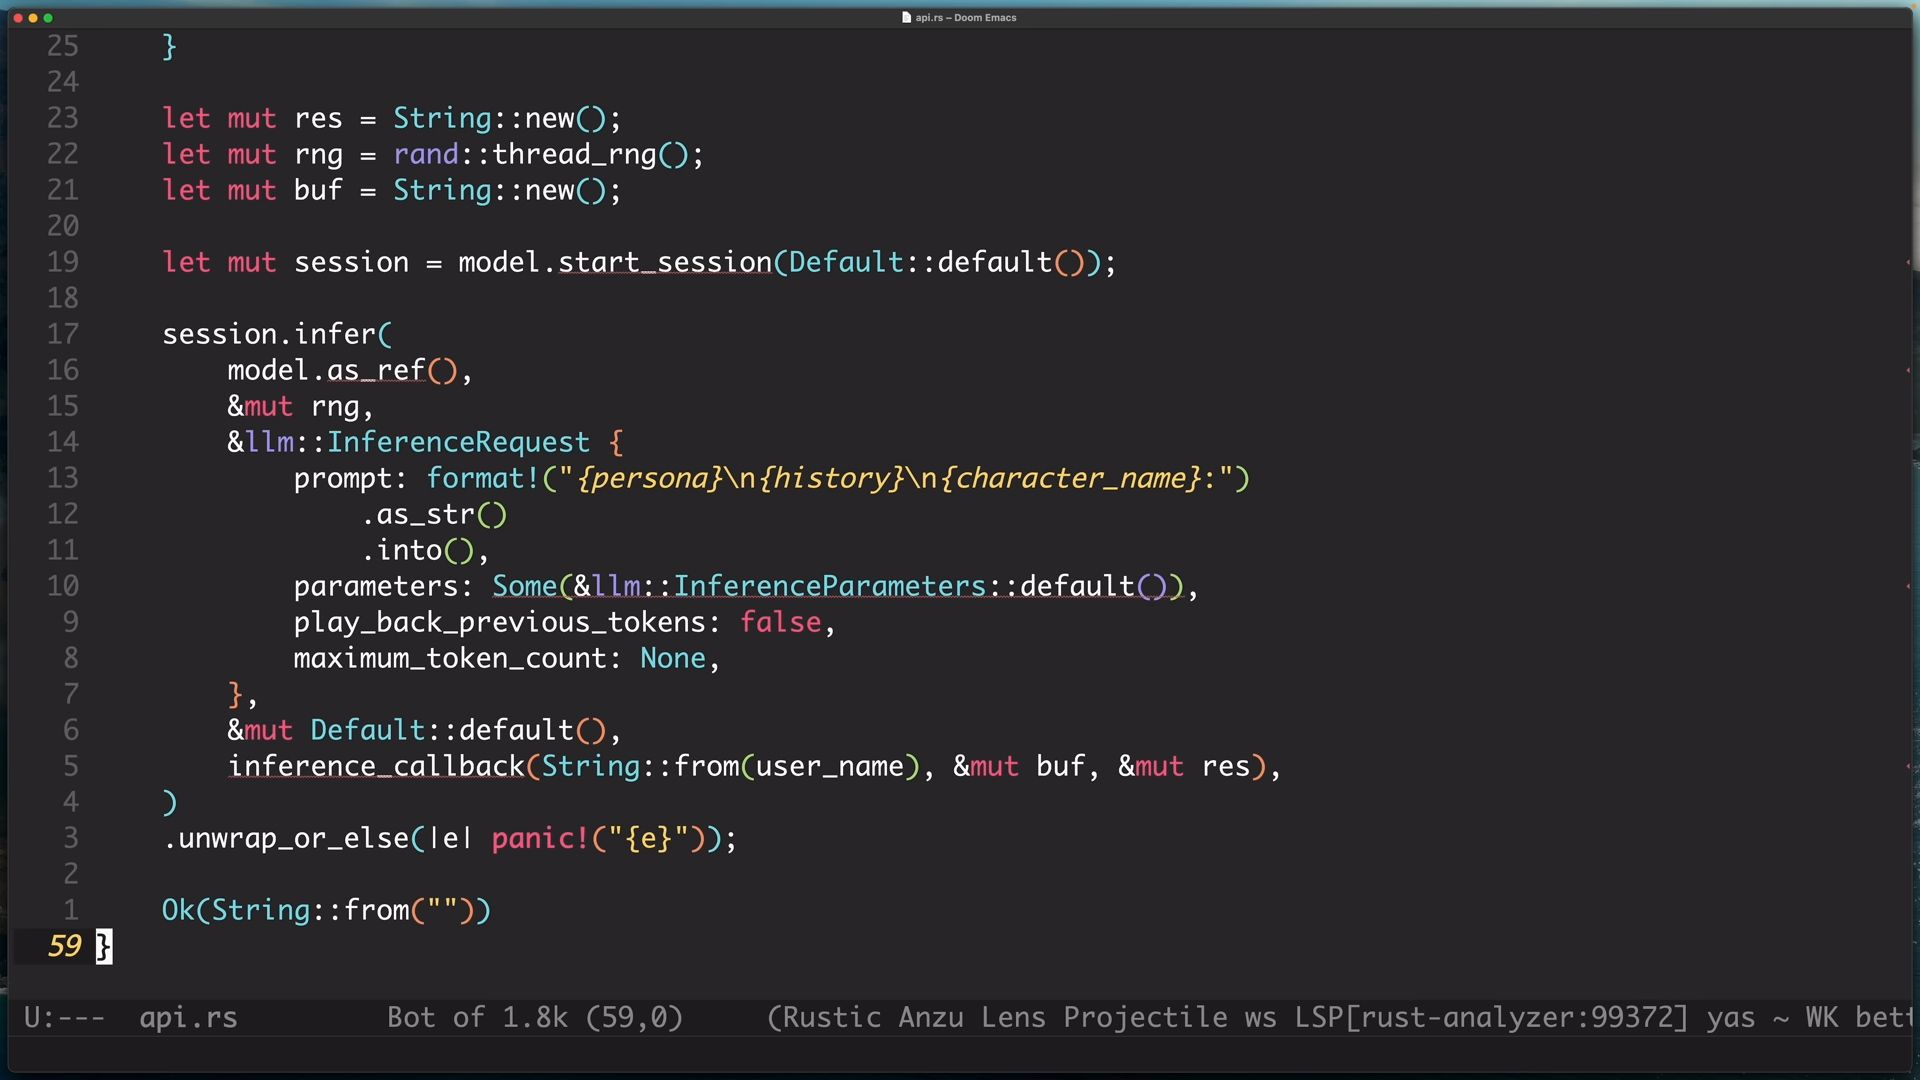 api.rs – Doom Emacs
25 }
24
23 let mut res = String::new();
22 let mut rng = rand::thread_rng();
21 let mut buf = String::new();
20
19 let mut session = model.start_session(Default::default());
18
17 session.infer(
16 model.as_ref(),
15 &mut rng,
14 &llm::InferenceRequest {
13 prompt: format!("{persona}\n{history}\n{character_name}:")
12 .as_str()
11 .into(),
10 parameters: Some(&llm::InferenceParameters::default()),
9 play_back_previous_tokens: false,
8 maximum_token_count: None,
7 },
6 &mut Default::default(),
5 inference_callback(String::from(user_name), &mut buf, &mut res),
4 )
3 .unwrap_or_else(|e| panic!("{e}"));
2
1 Ok(String::from(""))
59 }
U:--- api.rs Bot of 1.8k (59,0) (Rustic Anzu Lens Projectile ws LSP[rust-analyzer:99372] yas ~ WK bett